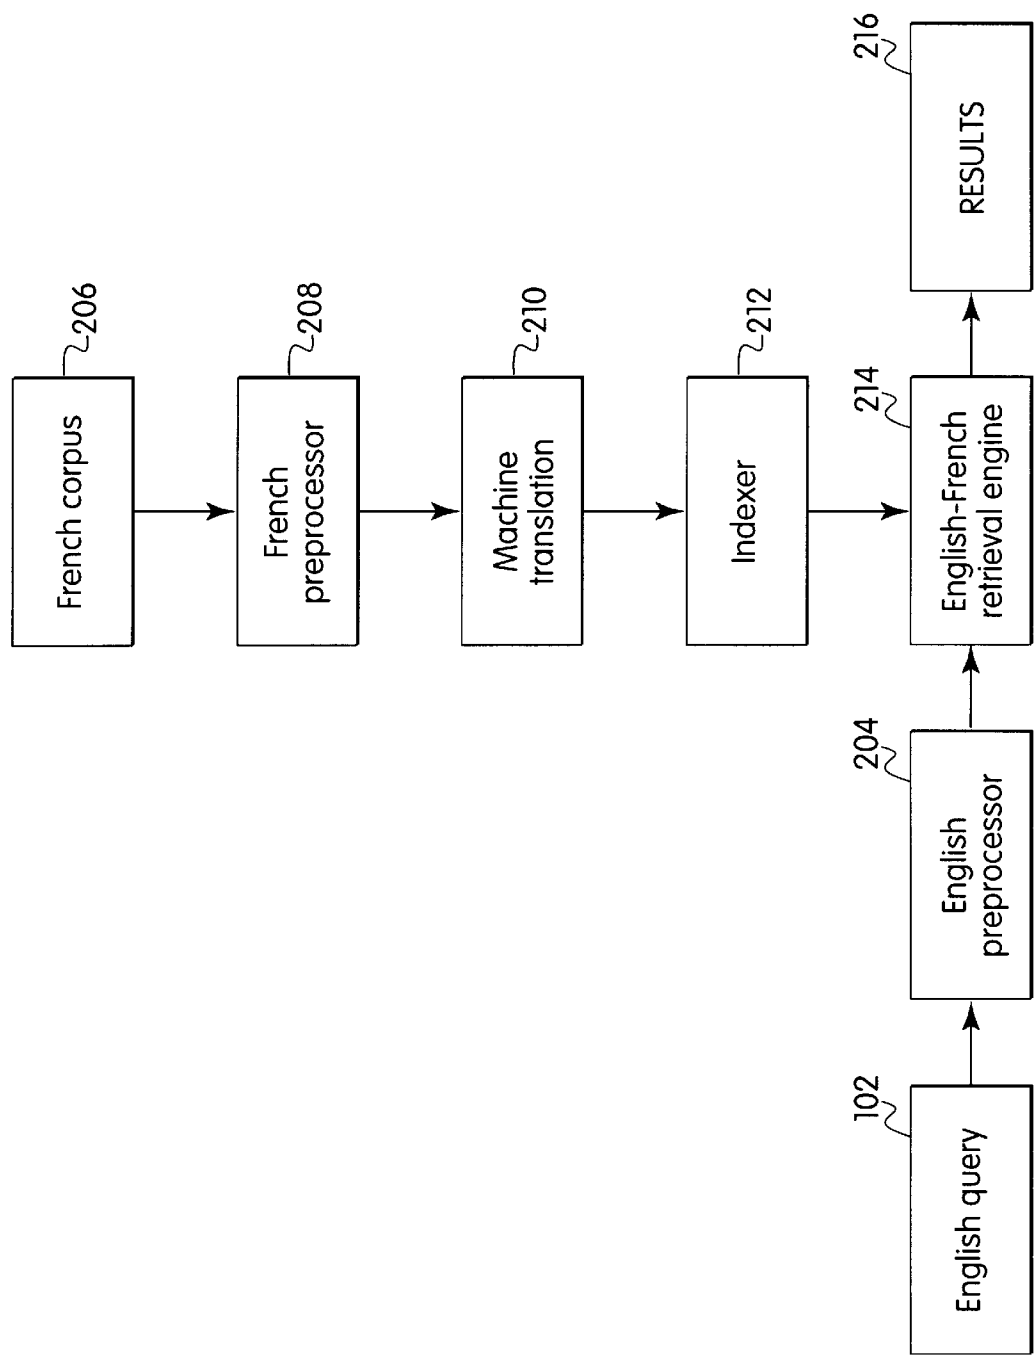 French corpus
206
French
preprocessor
208
Machine
translation
210
Indexer
212
English query
102
English
preprocessor
204
English-French
retrieval engine
214
RESULTS
216